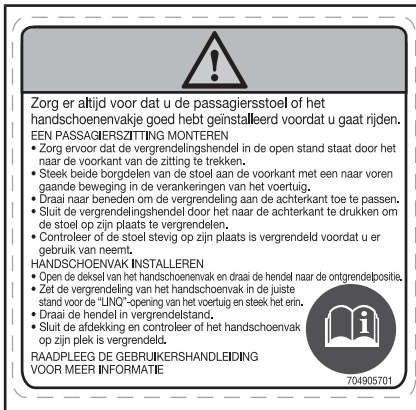 Zorg er altijd voor dat u de passagiersstoel of het
handschoenenvakje goed hebt geïnstalleerd voordat u gaat rijden.
EEN PASSAGIERSZITTING MONTEREN
• Zorg ervoor dat de vergrendelingshendel in de open stand staat door het
naar de voorkant van de zitting te trekken.
• Steek beide borgdelen van de stoel aan de voorkant met een naar voren
gaande beweging in de verankeringen van het voertuig.
• Draai naar beneden om de vergrendeling aan de achterkant toe te passen.
• Sluit de vergrendelingshendel door het naar de achterkant te drukken om
de stoel op zijn plaats te vergrendelen.
• Controleer of de stoel stevig op zijn plaats is vergrendeld voordat u er
gebruik van neemt.
HANDSCHOENVAK INSTALLEREN
• Open de deksel van het handschoenenvak en draai de hendel naar de ontgrendelpositie.
• Zet de vergrendeling van het handschoenvak in de juiste
stand voor de "LINQ"-opening van het voertuig en steek het erin.
• Draai de hendel in vergrendelstand.
• Sluit de afdekking en controleer of het handschoenvak
op zijn plek is vergrendeld.
RAADPLEEG DE GEBRUIKERSHANDLEIDING
VOOR MEER INFORMATIE
704905701